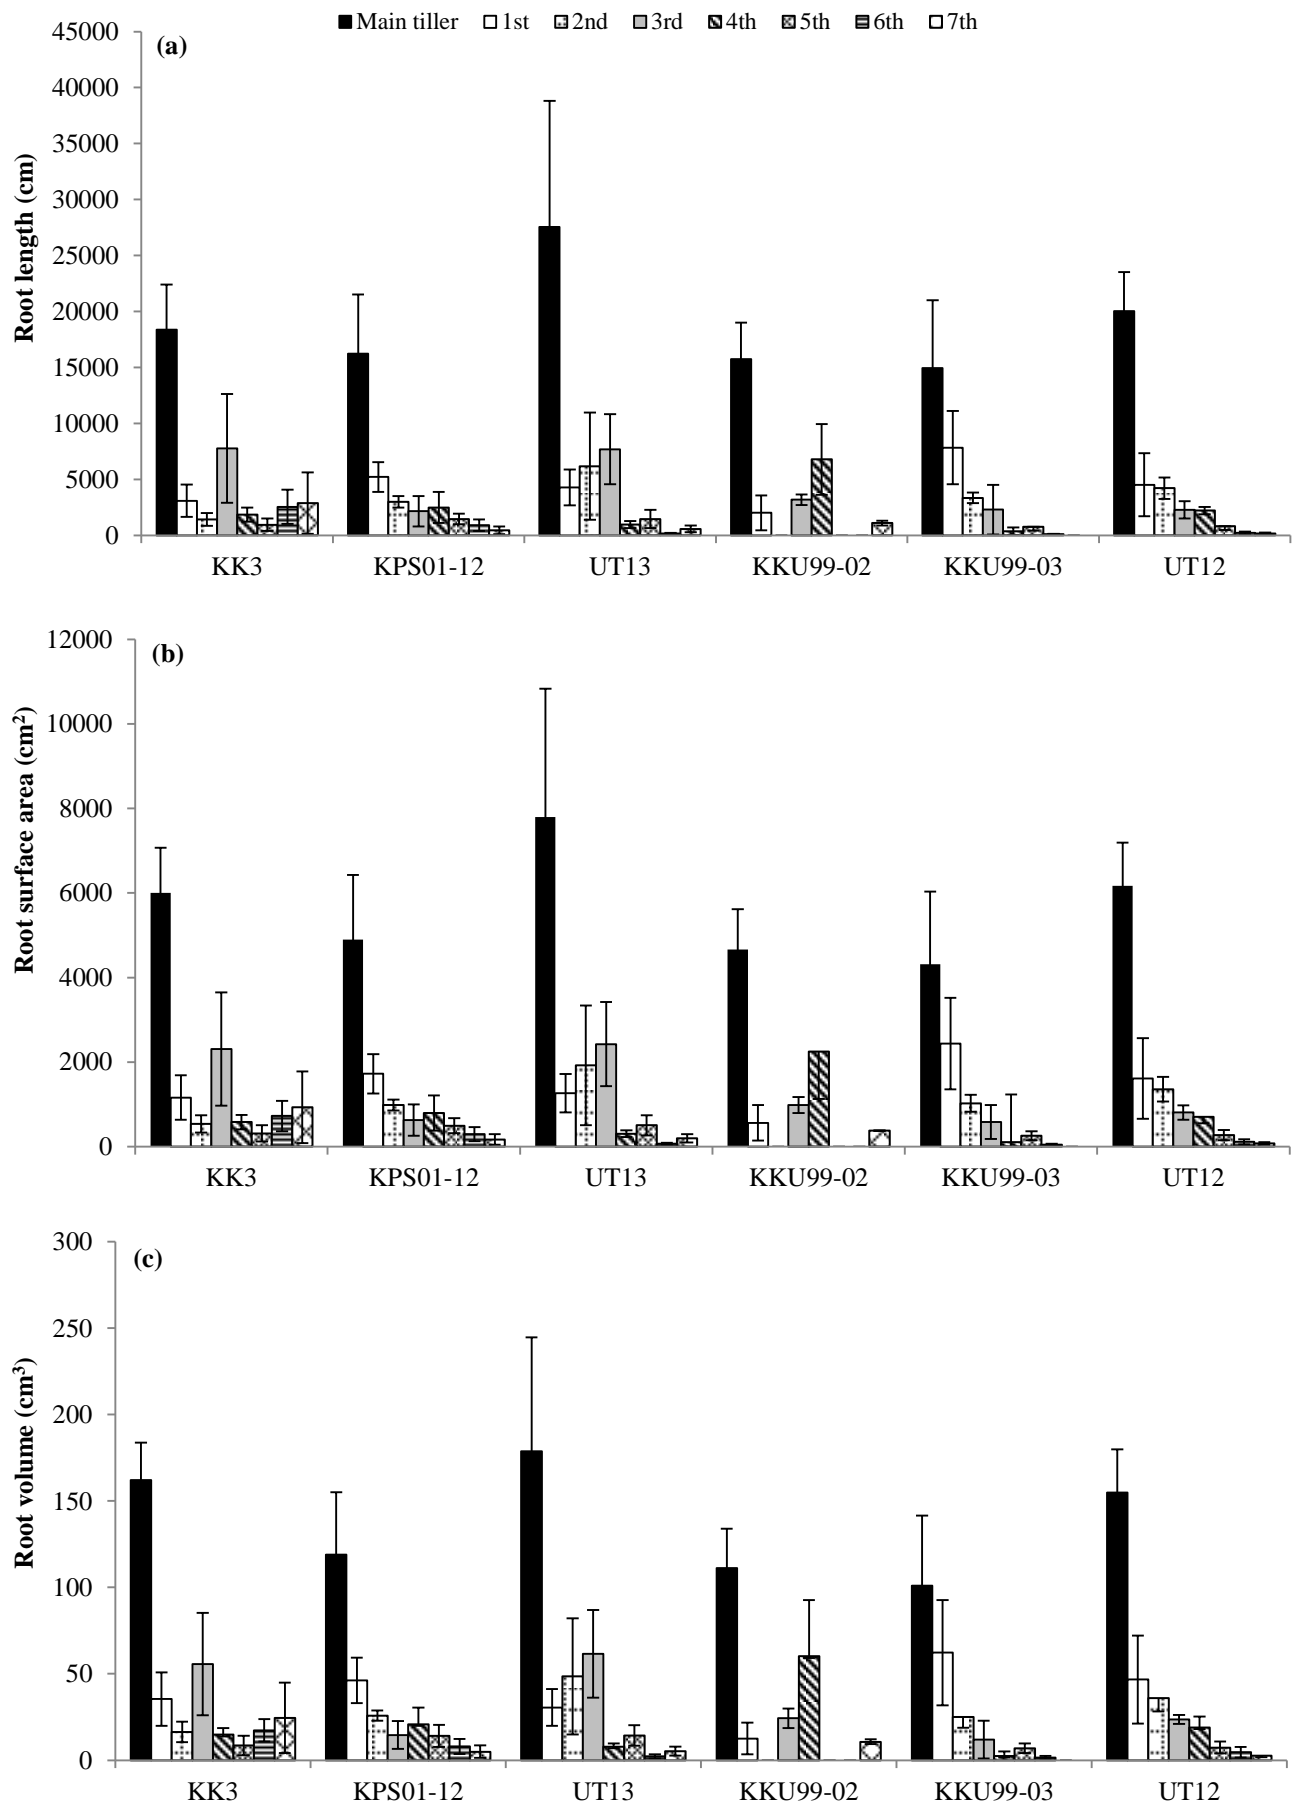 Main tiller 1st 2nd 3rd 4th 5th 6th 7th
(a)
45000
40000
35000
30000
25000
20000
15000
10000
5000
0
Root length (cm)
KK3 KPS01-12 UT13 KKU99-02 KKU99-03 UT12
(b)
12000
10000
8000
6000
4000
2000
0
Root surface area (cm²)
KK3 KPS01-12 UT13 KKU99-02 KKU99-03 UT12
(c)
300
250
200
150
100
50
0
Root volume (cm³)
KK3 KPS01-12 UT13 KKU99-02 KKU99-03 UT12